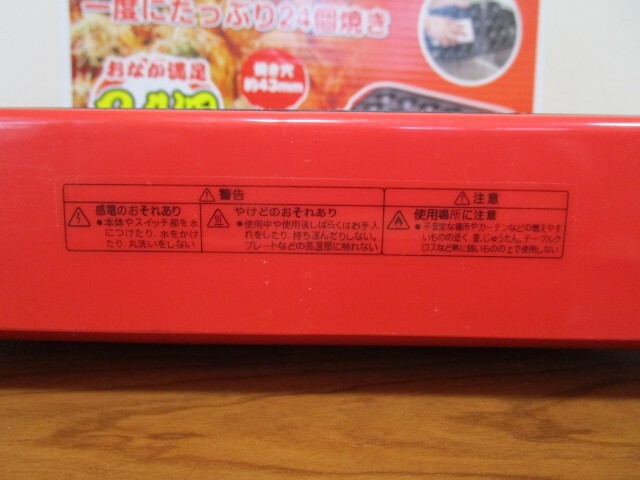 一度にたっぷり24個焼き
おなか満足
24個
焼き穴
約43mm
警告
注意
感電のおそれあり
●本体やスイッチ部を水
につけたり、水をかけ
たり、丸洗いをしない
やけどのおそれあり
●使用中や使用後しばらくはお手入
れをしたり、持ち運んだりしない。
プレートなどの高温部に触れない
使用場所に注意
●不安定な場所やカーテンなどの燃えやす
いものの近く、畳、じゅうたん、テーブルク
ロスなど熱に弱いものの上で使用しない